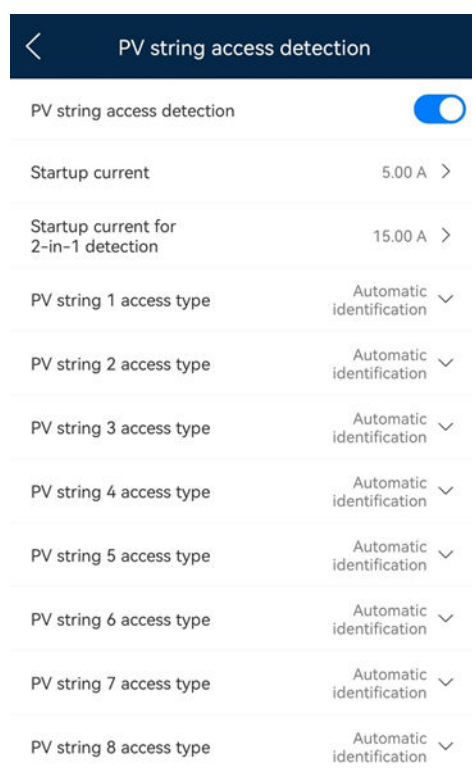 PV string access detection
PV string access detection
Startup current
5.00 A
Startup current for
2-in-1 detection
15.00 A
PV string 1 access type
Automatic
identification
PV string 2 access type
Automatic
identification
PV string 3 access type
Automatic
identification
PV string 4 access type
Automatic
identification
PV string 5 access type
Automatic
identification
PV string 6 access type
Automatic
identification
PV string 7 access type
Automatic
identification
PV string 8 access type
Automatic
identification